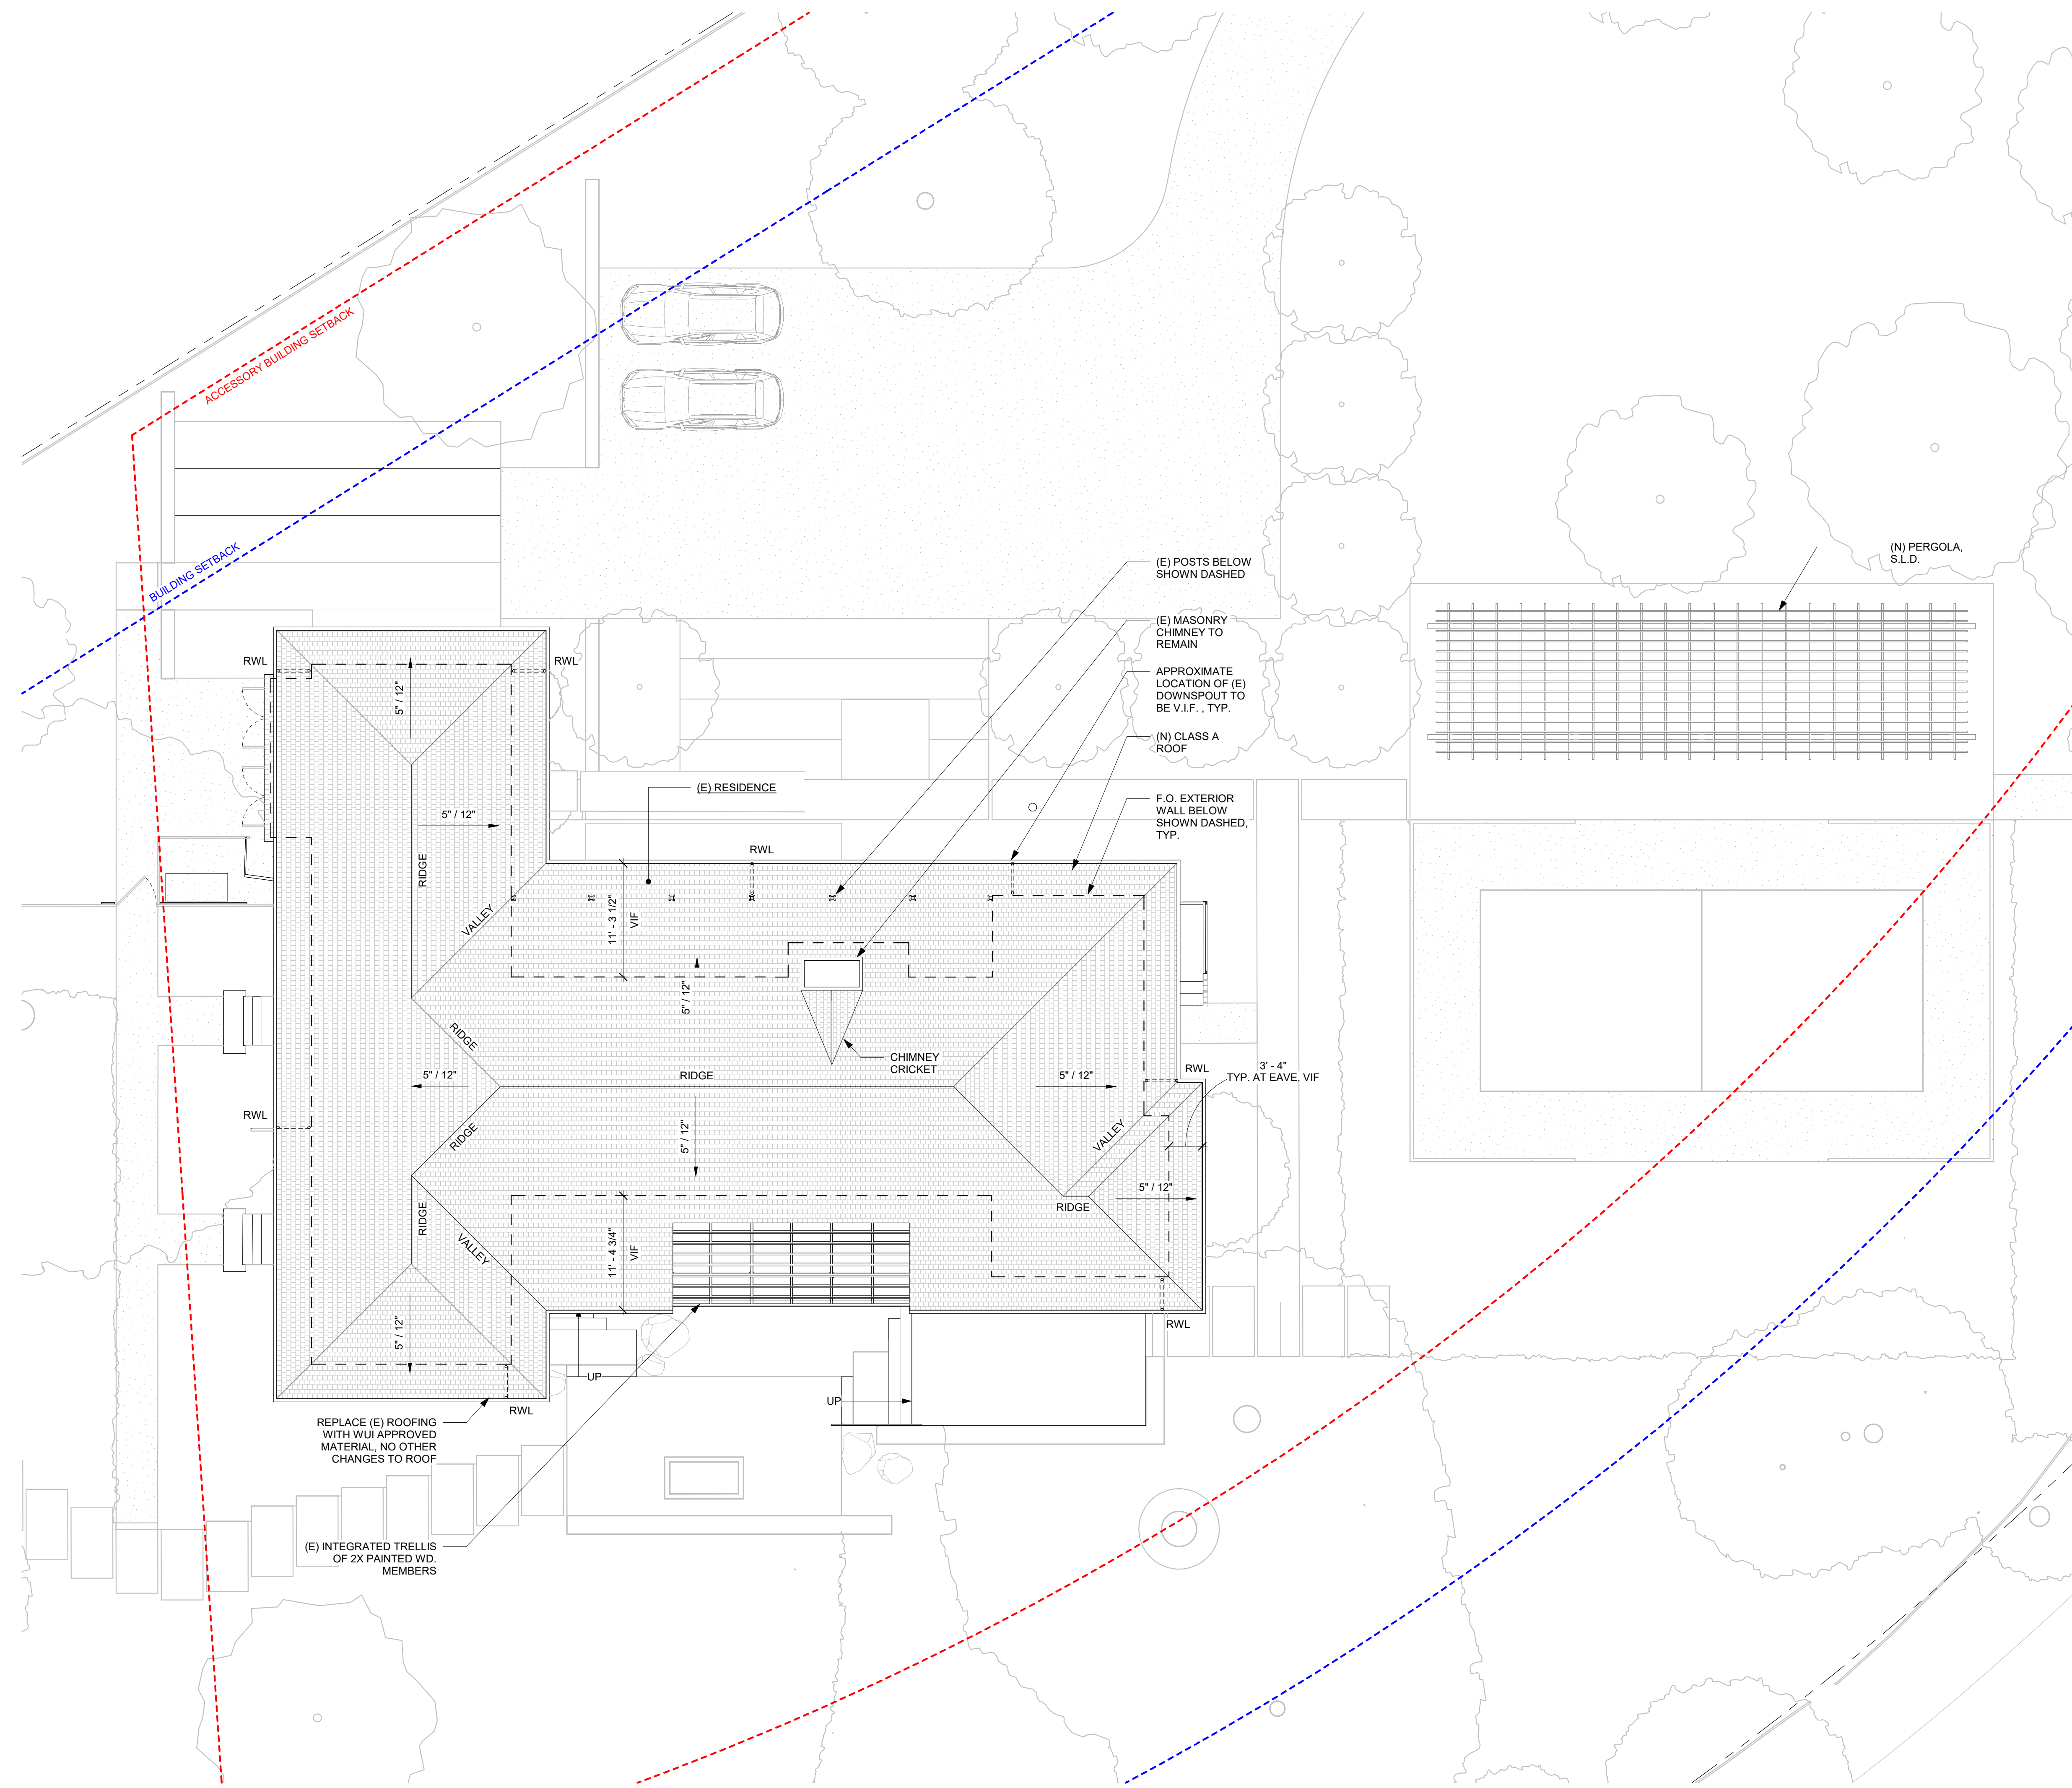 ACCESSORY BUILDING SETBACK
BUILDING SETBACK
(E) POSTS BELOW
SHOWN DASHED
(N) PERGOLA,
S.L.D.
(E) MASONRY
CHIMNEY TO
REMAIN
APPROXIMATE
LOCATION OF (E)
DOWNSPOUT TO
BE V.I.F. , TYP.
(N) CLASS A
ROOF
F.O. EXTERIOR
WALL BELOW
SHOWN DASHED,
TYP.
RWL
RWL
5" / 12"
(E) RESIDENCE
5" / 12"
RWL
RIDGE
VALLEY
11' - 3 1/2"
VIF
5" / 12"
RIDGE
CHIMNEY
CRICKET
RIDGE
5" / 12"
5" / 12"
RWL
3' - 4"
TYP. AT EAVE, VIF
RWL
RIDGE
5" / 12"
VALLEY
5" / 12"
RIDGE
RIDGE
VALLEY
11' - 4 3/4"
VIF
5" / 12"
RWL
UP
UP
RWL
REPLACE (E) ROOFING
WITH WUI APPROVED
MATERIAL, NO OTHER
CHANGES TO ROOF
(E) INTEGRATED TRELLIS
OF 2X PAINTED WD.
MEMBERS